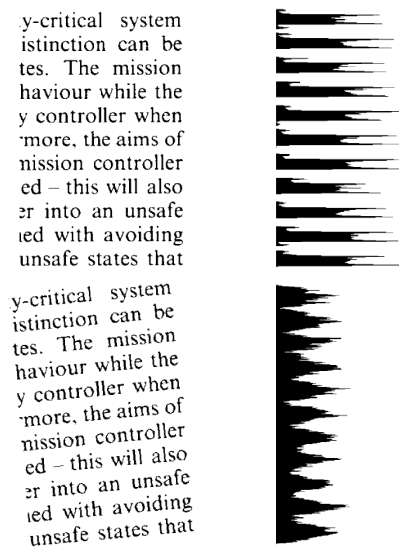 y-critical system
istinction can be
tes. The mission
haviour while the
y controller when
more, the aims of
nission controller
ed – this will also
er into an unsafe
ied with avoiding
unsafe states that
y-critical system
istinction can be
tes. The mission
haviour while the
y controller when
more, the aims of
nission controller
ed – this will also
er into an unsafe
ied with avoiding
unsafe states that